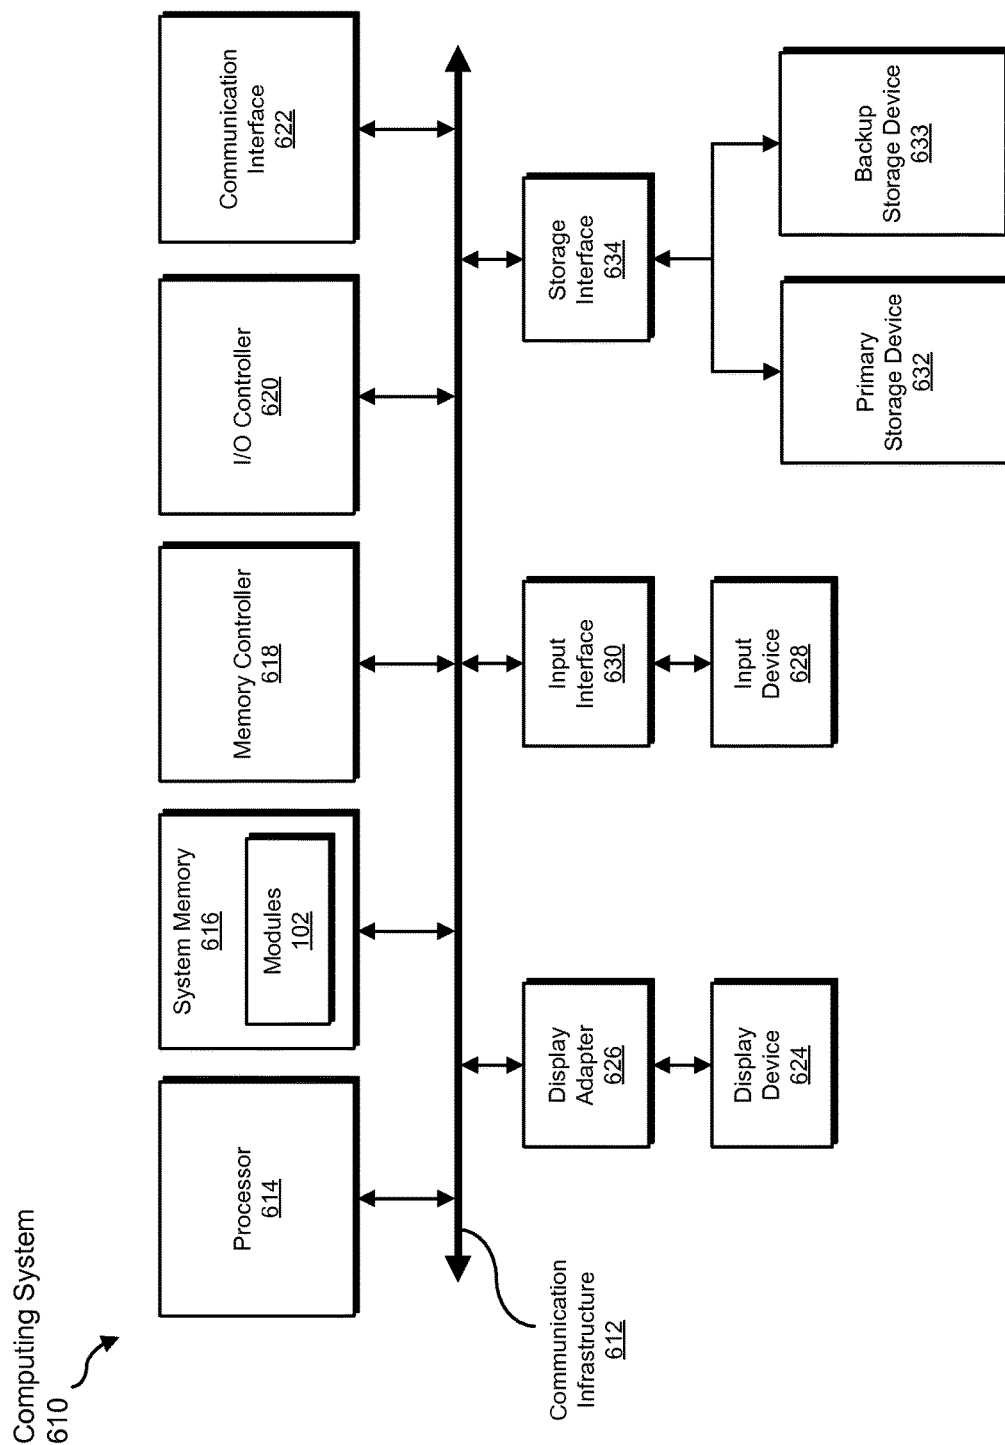 Computing System
610
Processor
614
System Memory
616
Modules
102
Memory Controller
618
I/O Controller
620
Communication
Interface
622
Communication
Infrastructure
612
Display
Adapter
626
Input
Interface
630
Storage
Interface
634
Display
Device
624
Input
Device
628
Primary
Storage Device
632
Backup
Storage Device
633